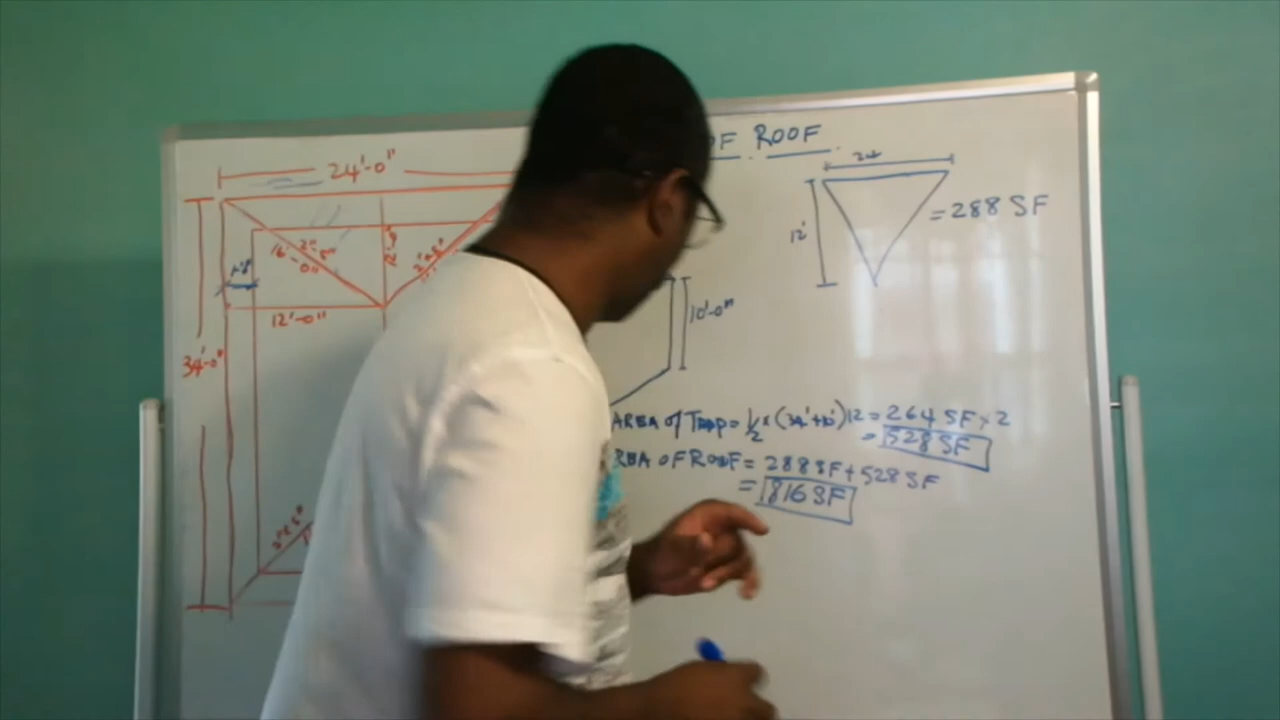 OF ROOF
24'-0"
24'
= 288 SF
12'
16'-0"
12'-0"
10'-0"
34'-0"
AREA OF TRAP = 1/2 x (34'+10')12 = 264 SF x 2
= 528 SF
REA OF ROOF = 288 SF + 528 SF
= 816 SF